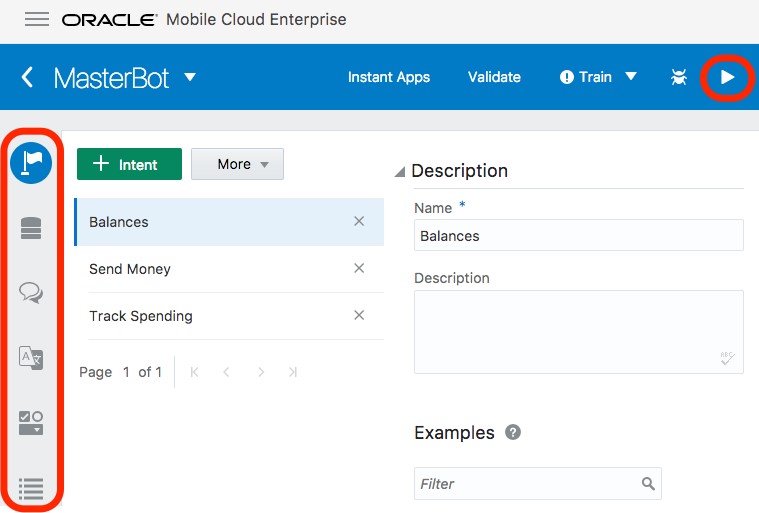 ORACLE® Mobile Cloud Enterprise
MasterBot Instant Apps Validate Train
+ Intent More
Description
Name *
Balances
Balances
Send Money
Track Spending
Description
ABC
Page 1 of 1
Examples ?
Filter